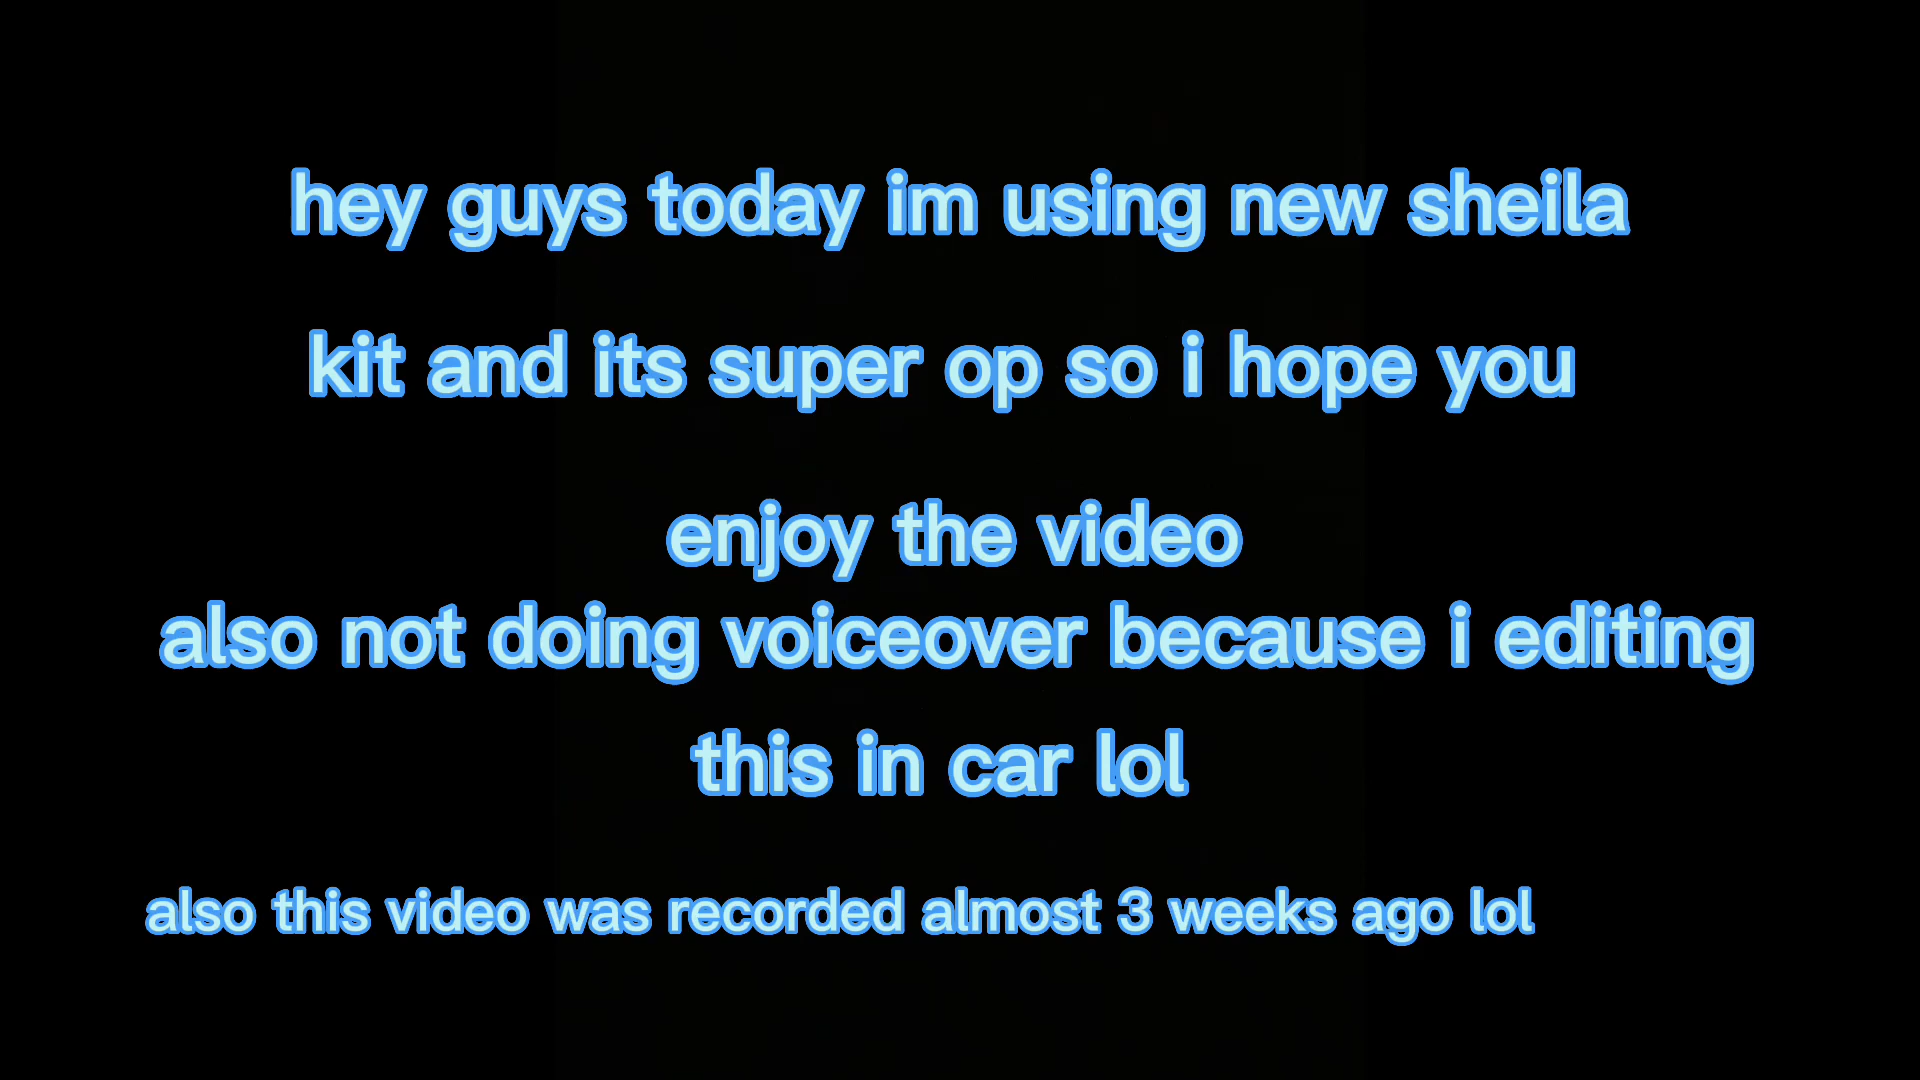 hey guys today im using new sheila
kit and its super op so i hope you
enjoy the video
also not doing voiceover because i editing
this in car lol
also this video was recorded almost 3 weeks ago lol